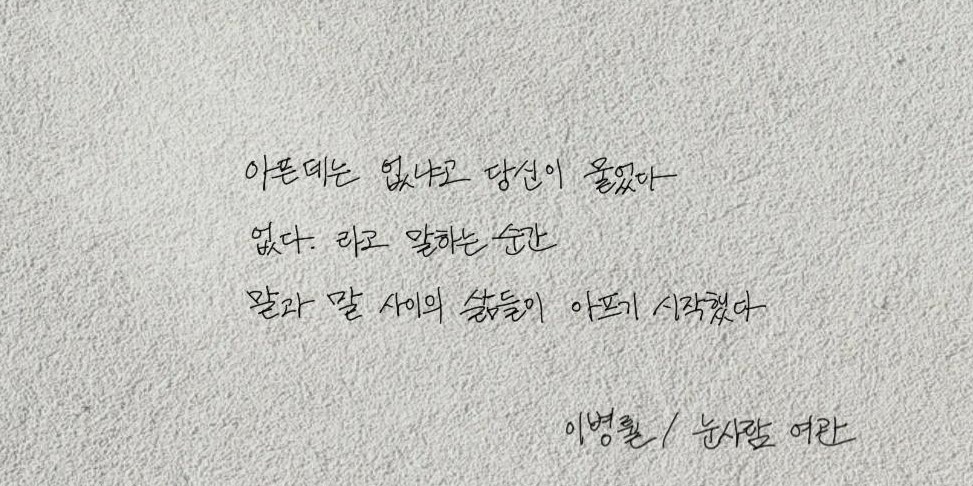 아픈데는 없냐고 당신이 물었다
없다. 라고 말하는 순간
말과 말 사이의 삶들이 아프기 시작했다
이병률 / 눈사람 여관